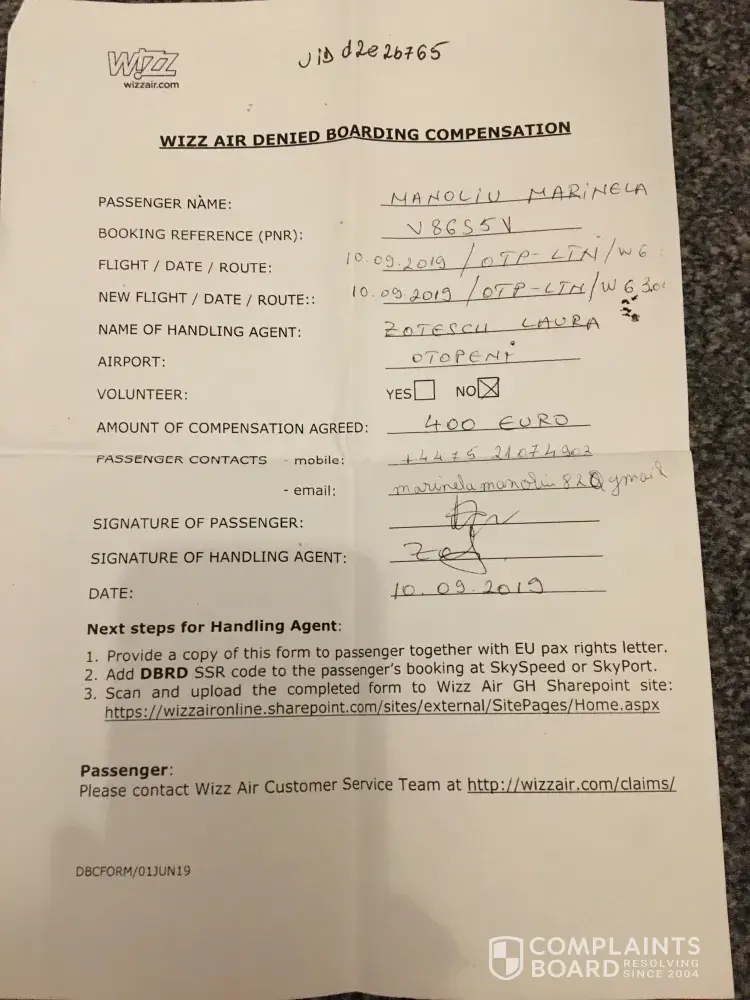 UID d2e2b765
WIZZ
wizzair.com
WIZZ AIR DENIED BOARDING COMPENSATION
PASSENGER NAME: MANOLIU MARINELA
BOOKING REFERENCE (PNR): V86S5V
FLIGHT / DATE / ROUTE: 10.09.2019 / OTP-LTN / W6
NEW FLIGHT / DATE / ROUTE:: 10.09.2019 / OTP-LTN / W6
NAME OF HANDLING AGENT: ZOTESCU LAURA
AIRPORT: OTOPENI
VOLUNTEER: YES NO
AMOUNT OF COMPENSATION AGREED: 400 EURO
PASSENGER CONTACTS - mobile: +4475 21074902
- email: marinelamanoliu82@gmail
SIGNATURE OF PASSENGER:
SIGNATURE OF HANDLING AGENT:
DATE: 10.09.2019
Next steps for Handling Agent:
1. Provide a copy of this form to passenger together with EU pax rights letter.
2. Add DBRD SSR code to the passenger's booking at SkySpeed or SkyPort.
3. Scan and upload the completed form to Wizz Air GH Sharepoint site:
https://wizzaironline.sharepoint.com/sites/external/SitePages/Home.aspx
Passenger:
Please contact Wizz Air Customer Service Team at http://wizzair.com/claims/
DBCFORM/01JUN19
COMPLAINTS
BOARD RESOLVING
SINCE 2004